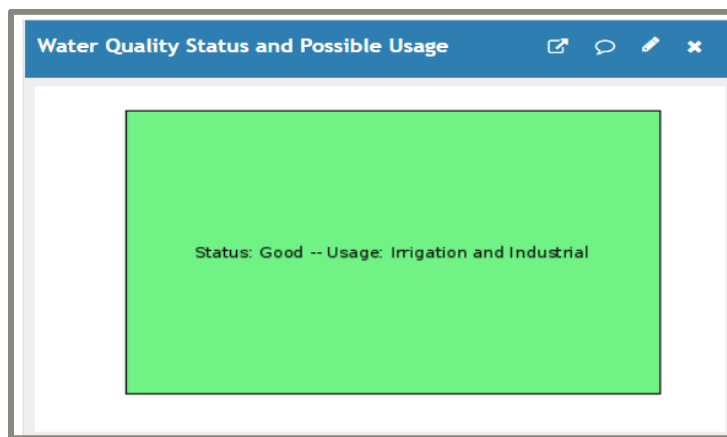 Water Quality Status and Possible Usage
Status: Good -- Usage: Irrigation and Industrial